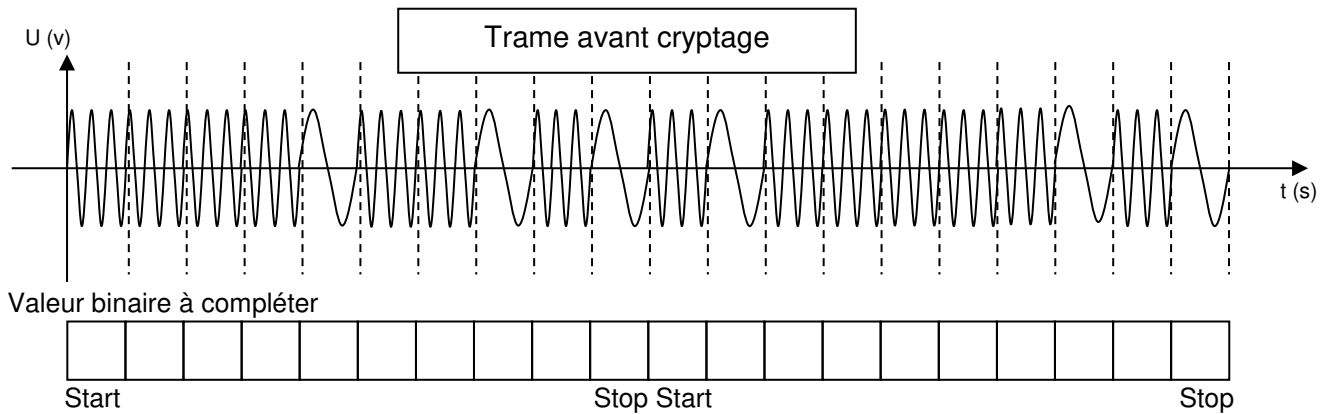 Trame avant cryptage
U (v)
t (s)
Valeur binaire à compléter
Start
Stop Start
Stop